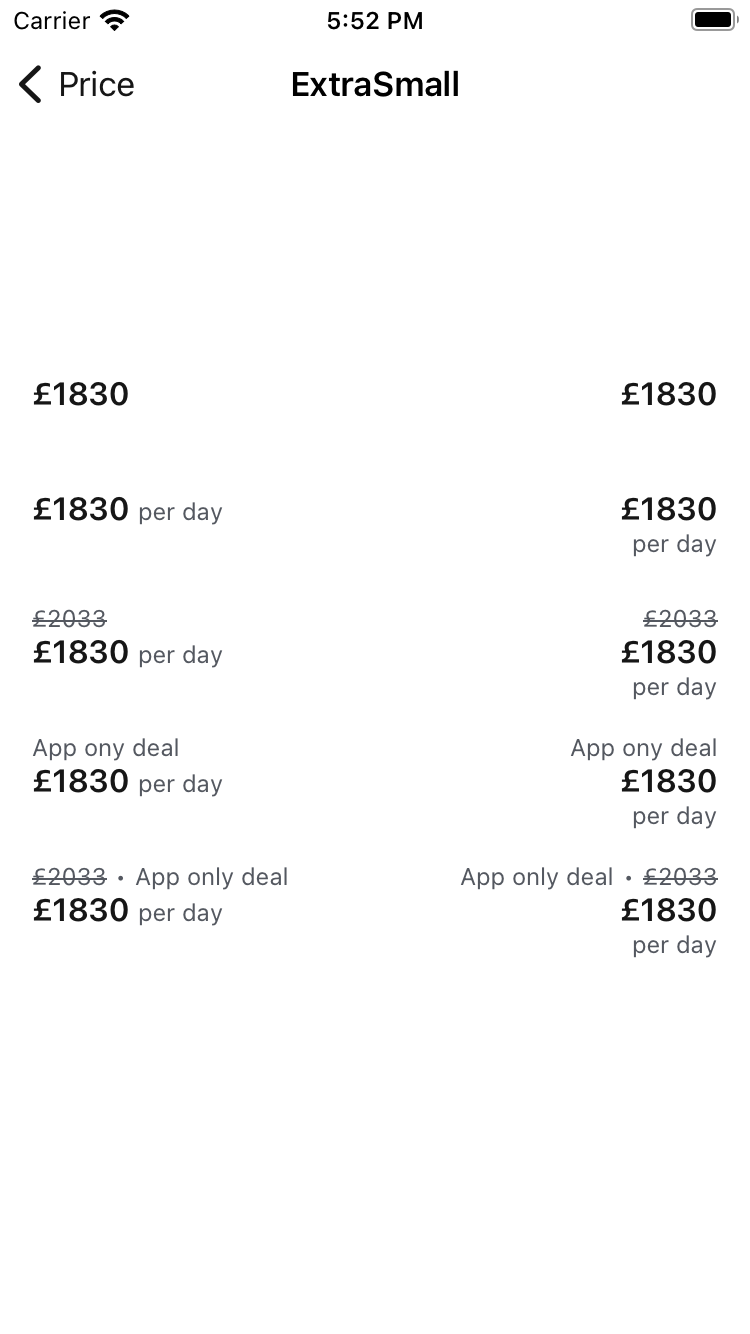 Carrier 5:52 PM
Price ExtraSmall
£1830 £1830
£1830 per day £1830
per day
£2033 £2033
£1830 per day £1830
per day
App ony deal App ony deal
£1830 per day £1830
per day
£2033 • App only deal App only deal • £2033
£1830 per day £1830
per day